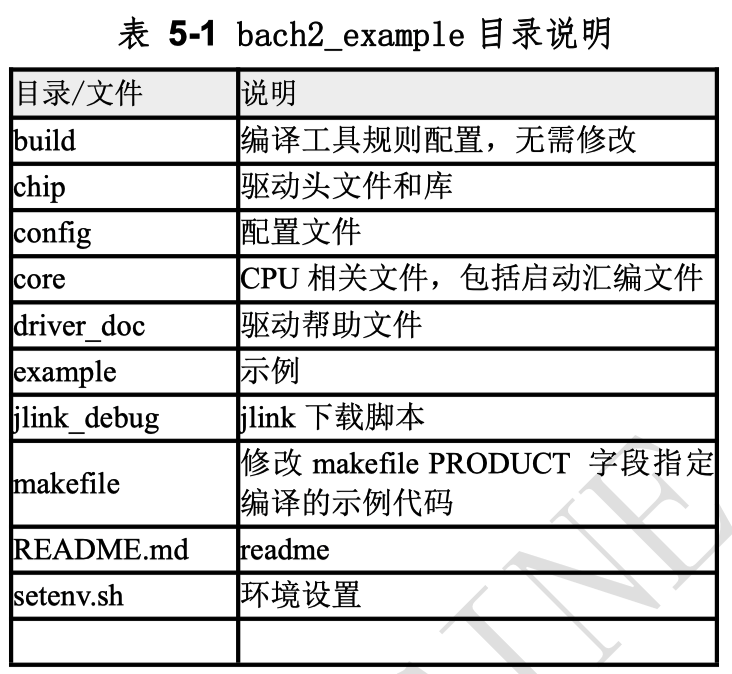 表 5-1 bach2_example 目录说明
目录/文件 说明
build 编译工具规则配置，无需修改
chip 驱动头文件和库
config 配置文件
core CPU 相关文件，包括启动汇编文件
driver_doc 驱动帮助文件
example 示例
jlink_debug jlink 下载脚本
makefile 修改 makefile PRODUCT 字段指定
编译的示例代码
README.md readme
setenv.sh 环境设置
INE